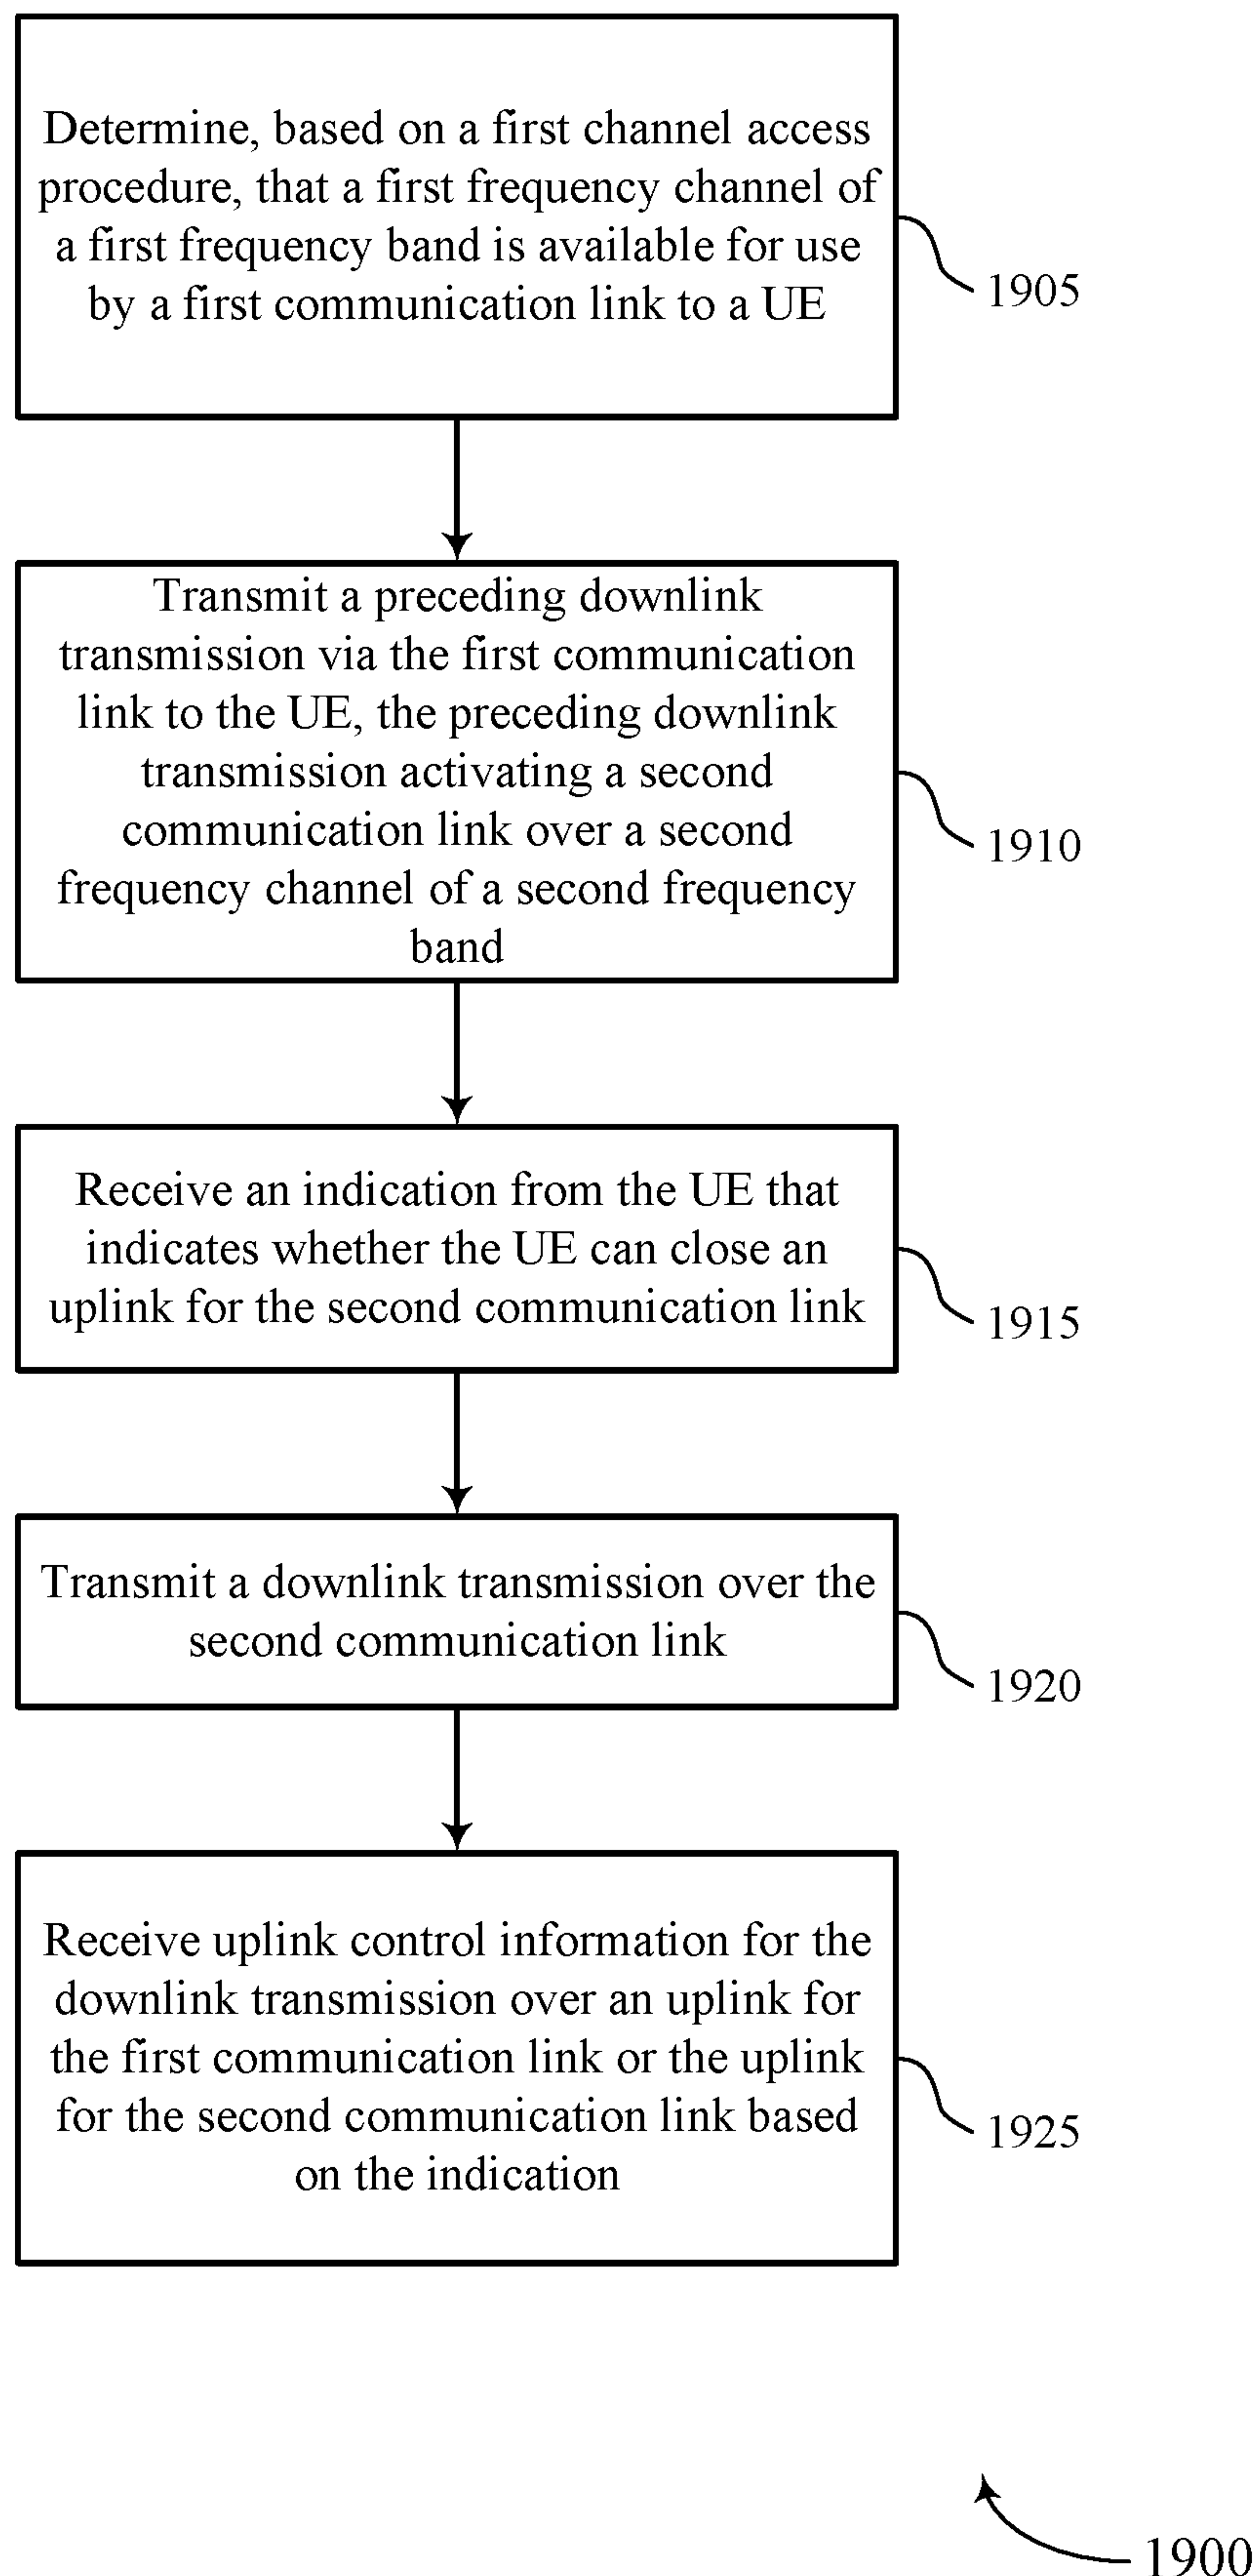 Determine, based on a first channel access
procedure, that a first frequency channel of
a first frequency band is available for use
by a first communication link to a UE
1905
Transmit a preceding downlink
transmission via the first communication
link to the UE, the preceding downlink
transmission activating a second
communication link over a second
frequency channel of a second frequency
band
1910
Receive an indication from the UE that
indicates whether the UE can close an
uplink for the second communication link
1915
Transmit a downlink transmission over the
second communication link
1920
Receive uplink control information for the
downlink transmission over an uplink for
the first communication link or the uplink
for the second communication link based
on the indication
1925
1900